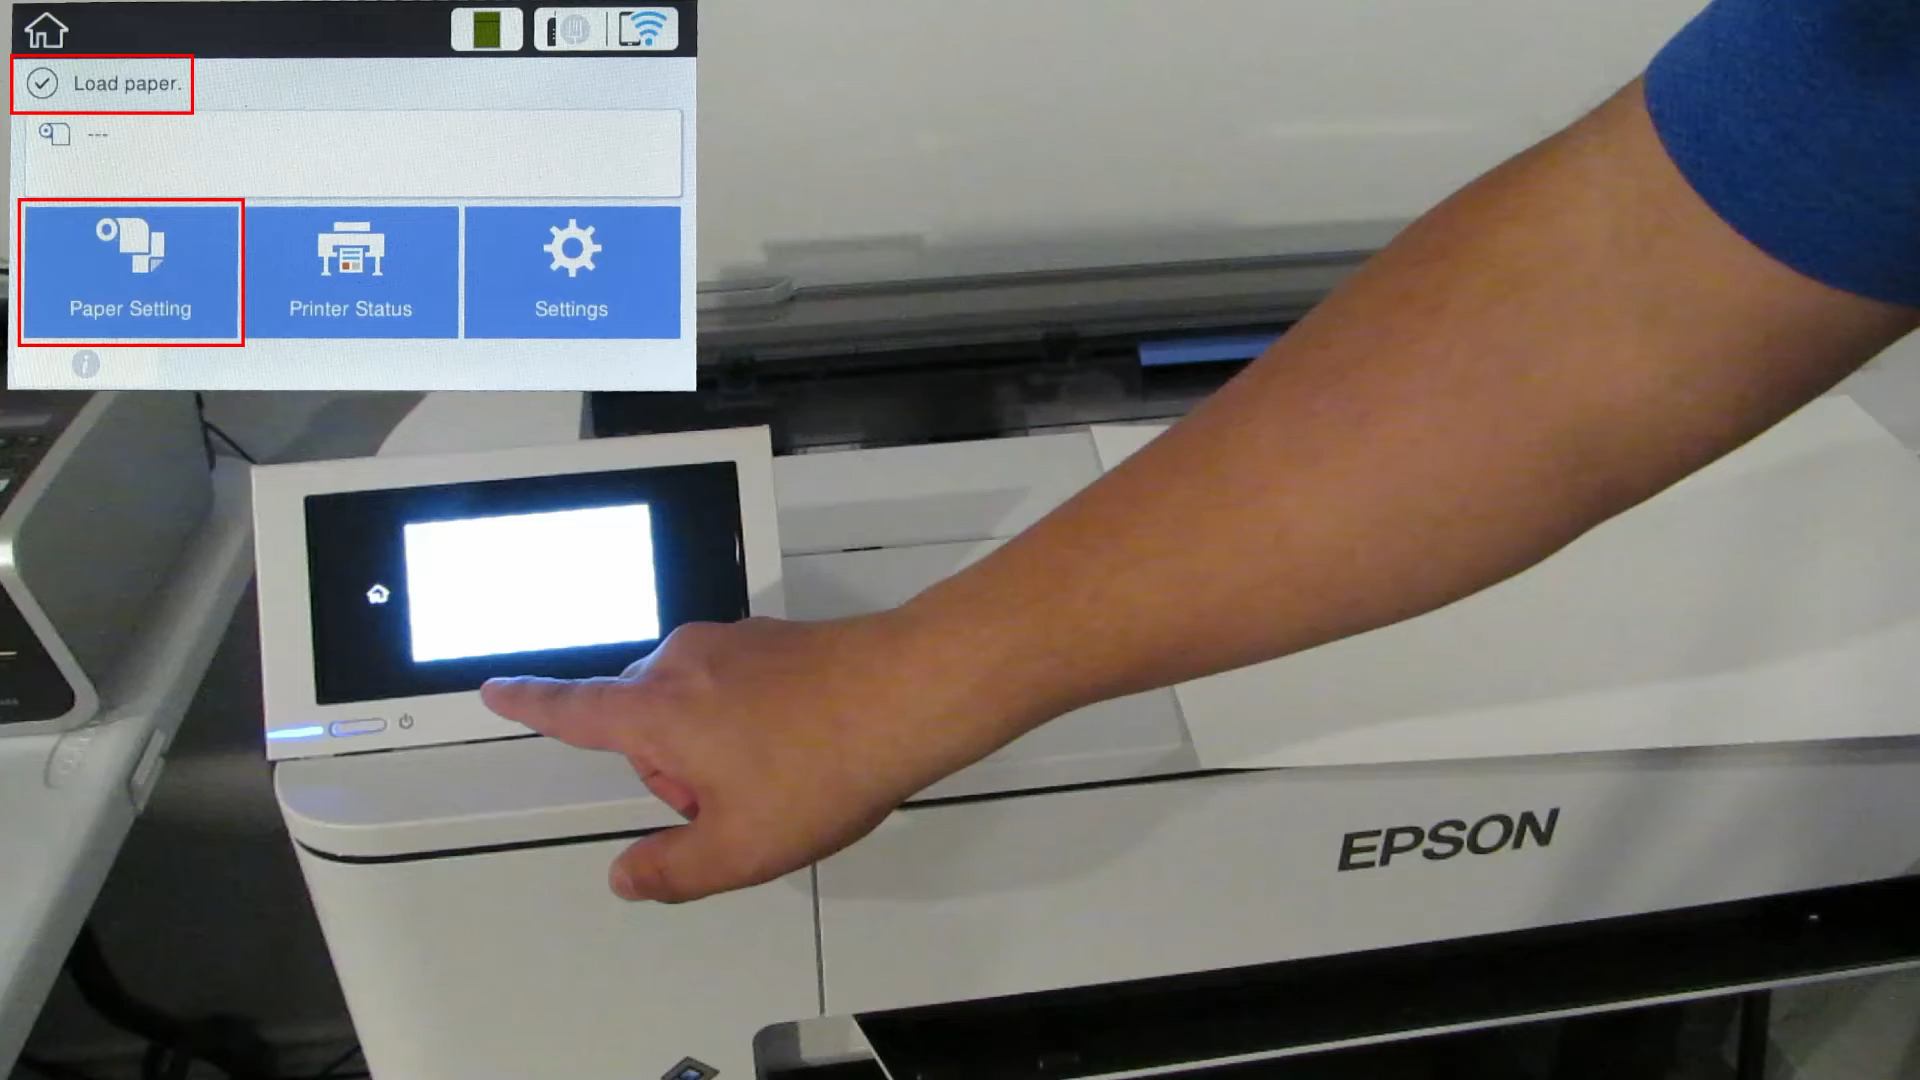 Load paper.
---
Paper Setting
Printer Status
Settings
EPSON